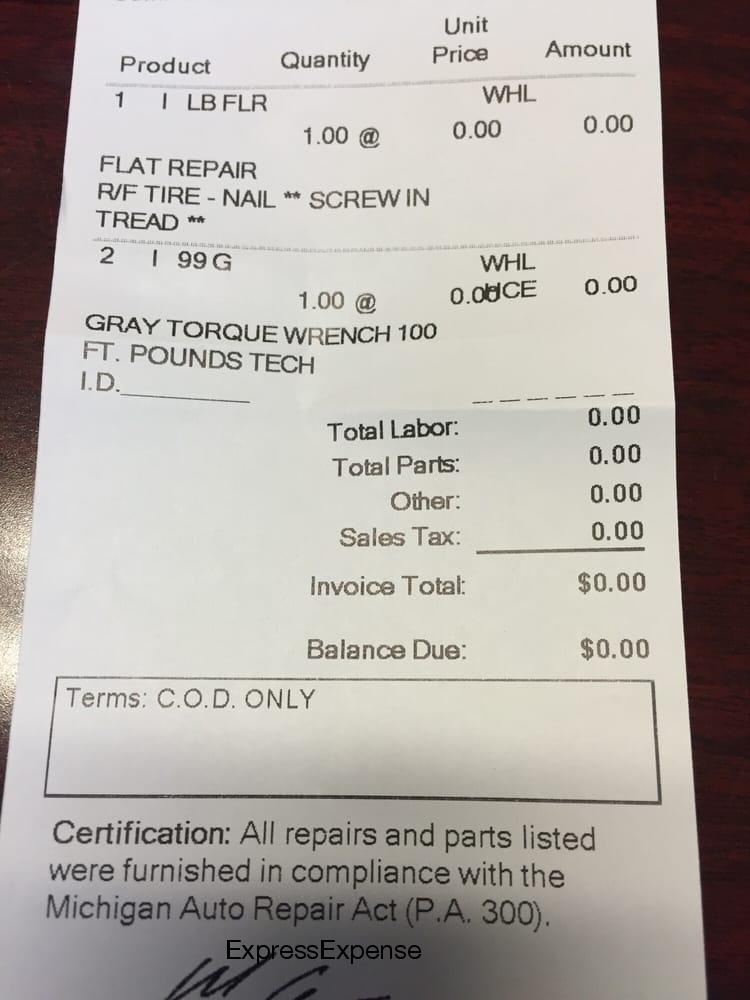 Unit
Product Quantity Price Amount
1 I LB FLR WHL
1.00 @ 0.00 0.00
FLAT REPAIR
R/F TIRE - NAIL ** SCREW IN
TREAD **
2 I 99 G WHL
1.00 @ 0.00 0.00
GRAY TORQUE WRENCH 100
FT. POUNDS TECH
I.D.
Total Labor: 0.00
Total Parts: 0.00
Other: 0.00
Sales Tax: 0.00
Invoice Total: $0.00
Balance Due: $0.00
Terms: C.O.D. ONLY
Certification: All repairs and parts listed
were furnished in compliance with the
Michigan Auto Repair Act (P.A. 300).
ExpressExpense